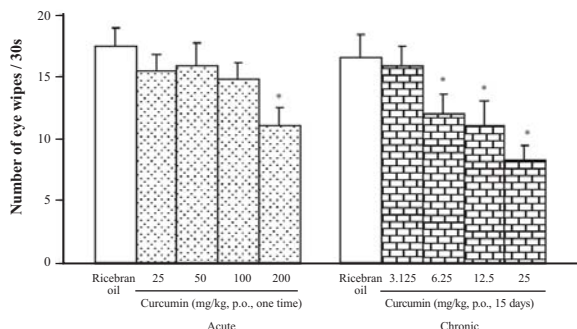 Number of eye wipes / 30s
20
15
10
5
0
*
*
*
*
Ricebran oil
25
50
100
200
Ricebran oil
3.125
6.25
12.5
25
Curcumin (mg/kg, p.o., one time)
Curcumin (mg/kg, p.o., 15 days)
Acute
Chronic